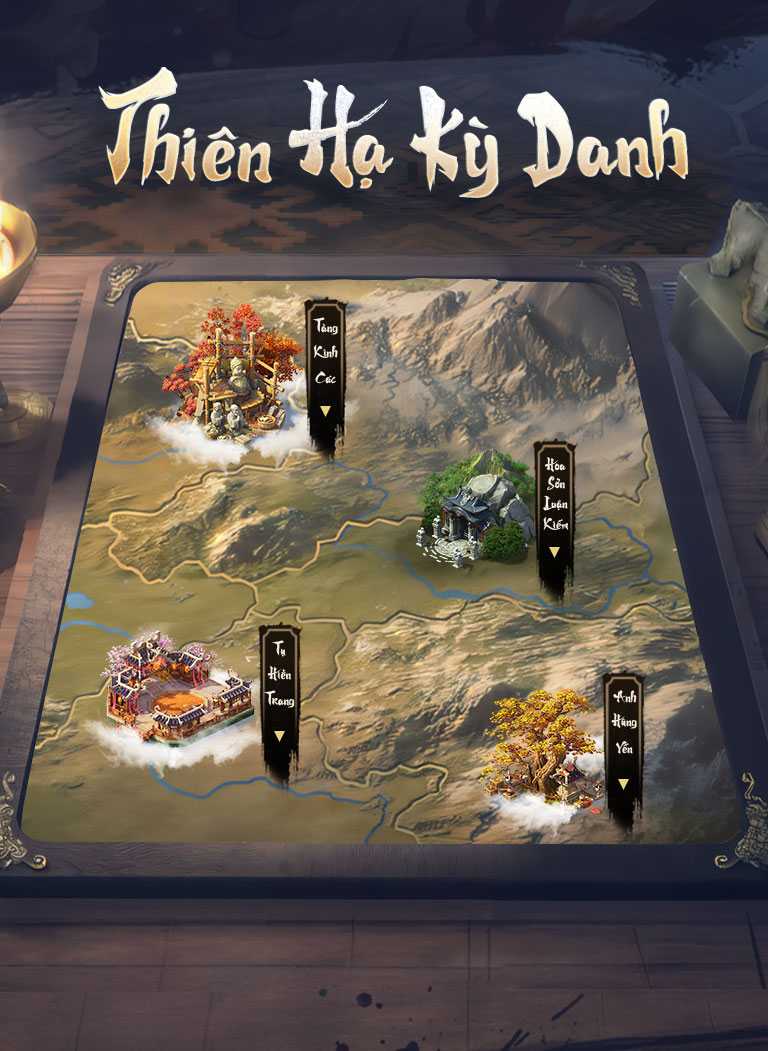 Thiên Hạ Kỳ Danh
Tàng
Kinh
Các
Hoa
Sơn
Luận
Kiếm
Tụ
Hiền
Trang
Anh
Hùng
Yến